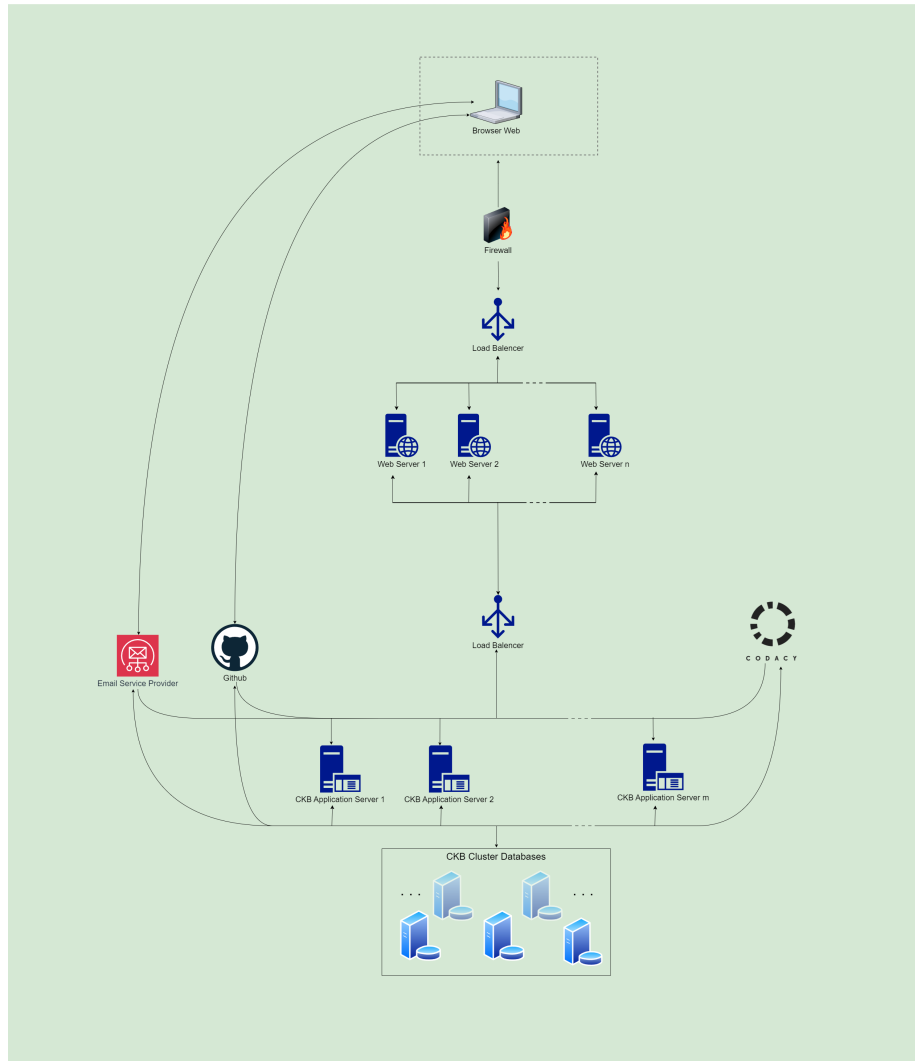 Browser Web
Firewall
Load Balencer
Web Server 1
Web Server 2
Web Server n
Load Balencer
CODACY
Email Service Provider
Github
CKB Application Server 1
CKB Application Server 2
CKB Application Server m
CKB Cluster Databases
. . .
. . .